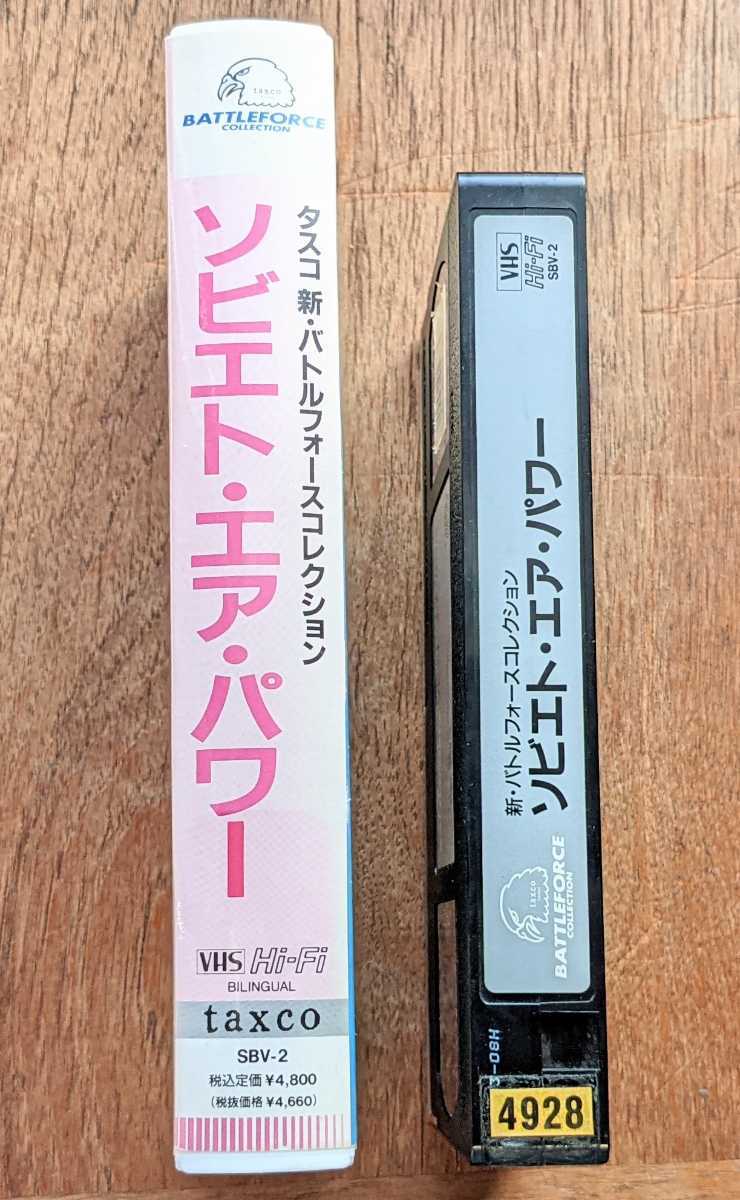 taxco
BATTLEFORCE
COLLECTION
タスコ 新・バトルフォースコレクション
ソビエト・エア・パワー
VHS Hi-Fi
BILINGUAL
taxco
SBV-2
税込定価¥4,800
(税抜価格¥4,660)
VHS
Hi-Fi
SBV-2
新・バトルフォースコレクション
ソビエト・エア・パワー
taxco
BATTLEFORCE
COLLECTION
4928